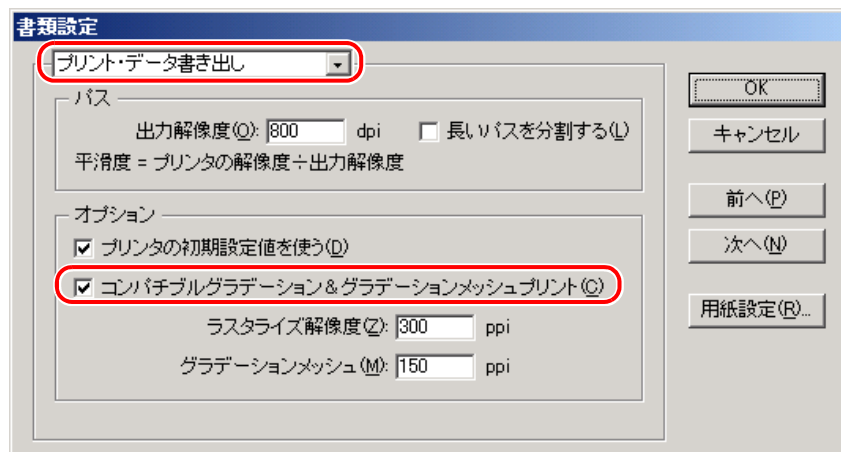 書類設定
プリント・データ書き出し
パス
出力解像度(O): 800 dpi 長いパスを分割する(L)
平滑度 = プリンタの解像度÷出力解像度
オプション
プリンタの初期設定値を使う(D)
コンパチブルグラデーション&グラデーションメッシュプリント(C)
ラスタライズ解像度(Z): 300 ppi
グラデーションメッシュ(M): 150 ppi
OK
キャンセル
前へ(P)
次へ(N)
用紙設定(R)...